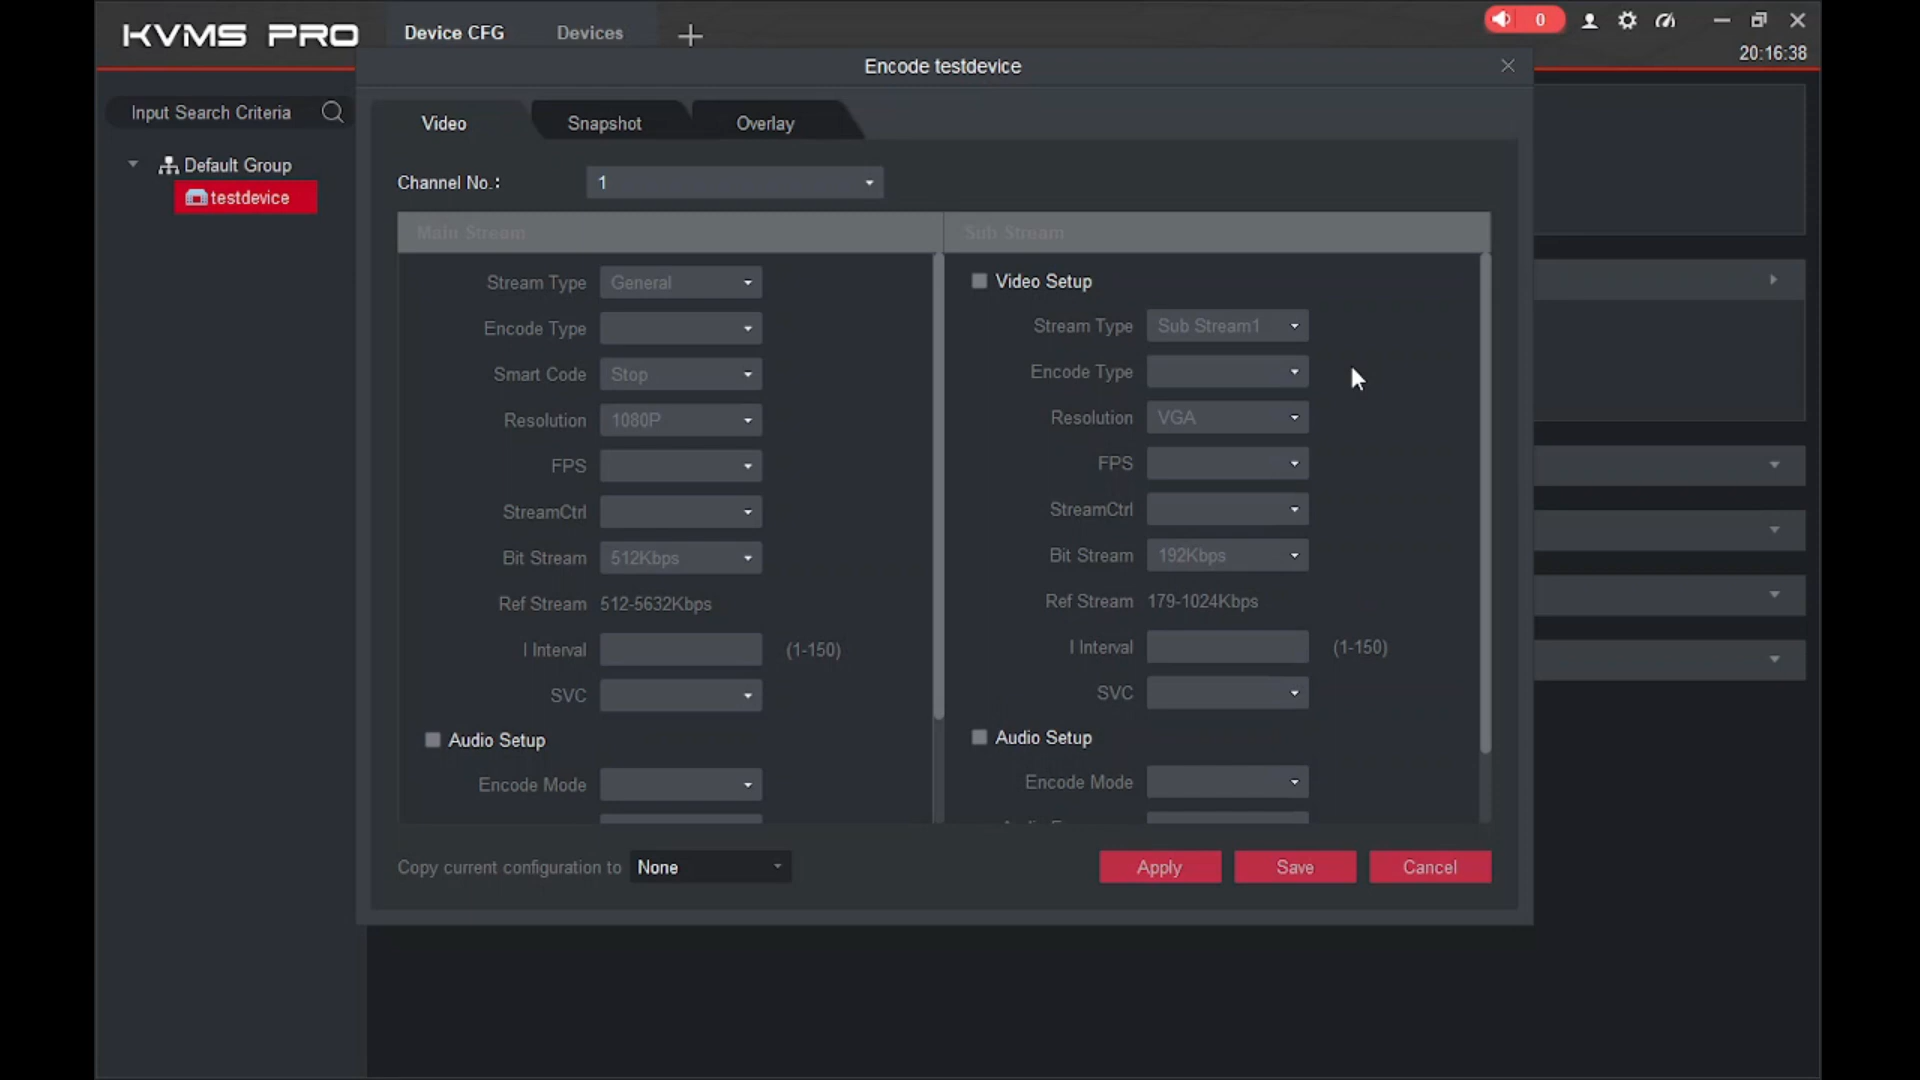 KVMS PRO
Device CFG
Devices
0
20:16:38
Encode testdevice
Input Search Criteria
Default Group
testdevice
Video
Snapshot
Overlay
Channel No.:
1
Main Stream
Sub Stream
Stream Type
General
Encode Type
Smart Code
Stop
Resolution
1080P
FPS
StreamCtrl
Bit Stream
512Kbps
Ref Stream
512-5632Kbps
I Interval
(1-150)
SVC
Audio Setup
Encode Mode
Video Setup
Stream Type
Sub Stream1
Encode Type
Resolution
VGA
FPS
StreamCtrl
Bit Stream
192Kbps
Ref Stream
179-1024Kbps
I Interval
(1-150)
SVC
Audio Setup
Encode Mode
Copy current configuration to
None
Apply
Save
Cancel